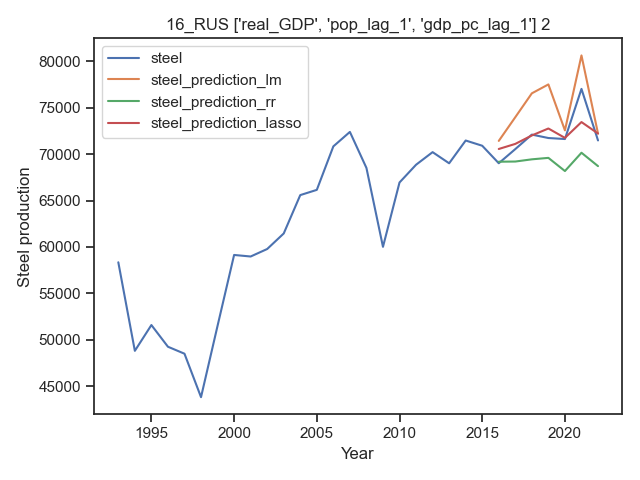 16_RUS ['real_GDP', 'pop_lag_1', 'gdp_pc_lag_1'] 2
steel
steel_prediction_lm
steel_prediction_rr
steel_prediction_lasso
Steel production
80000
75000
70000
65000
60000
55000
50000
45000
1995 2000 2005 2010 2015 2020
Year